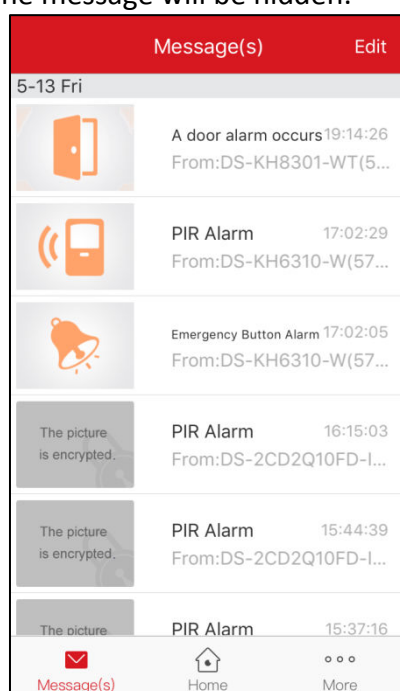 he message will be hidden.
Message(s) Edit
5-13 Fri
A door alarm occurs 19:14:26
From:DS-KH8301-WT(5...
PIR Alarm 17:02:29
From:DS-KH6310-W(57...
Emergency Button Alarm 17:02:05
From:DS-KH6310-W(57...
The picture
is encrypted.
PIR Alarm 16:15:03
From:DS-2CD2Q10FD-I...
The picture
is encrypted.
PIR Alarm 15:44:39
From:DS-2CD2Q10FD-I...
The picture
PIR Alarm 15:37:16
Message(s) Home More